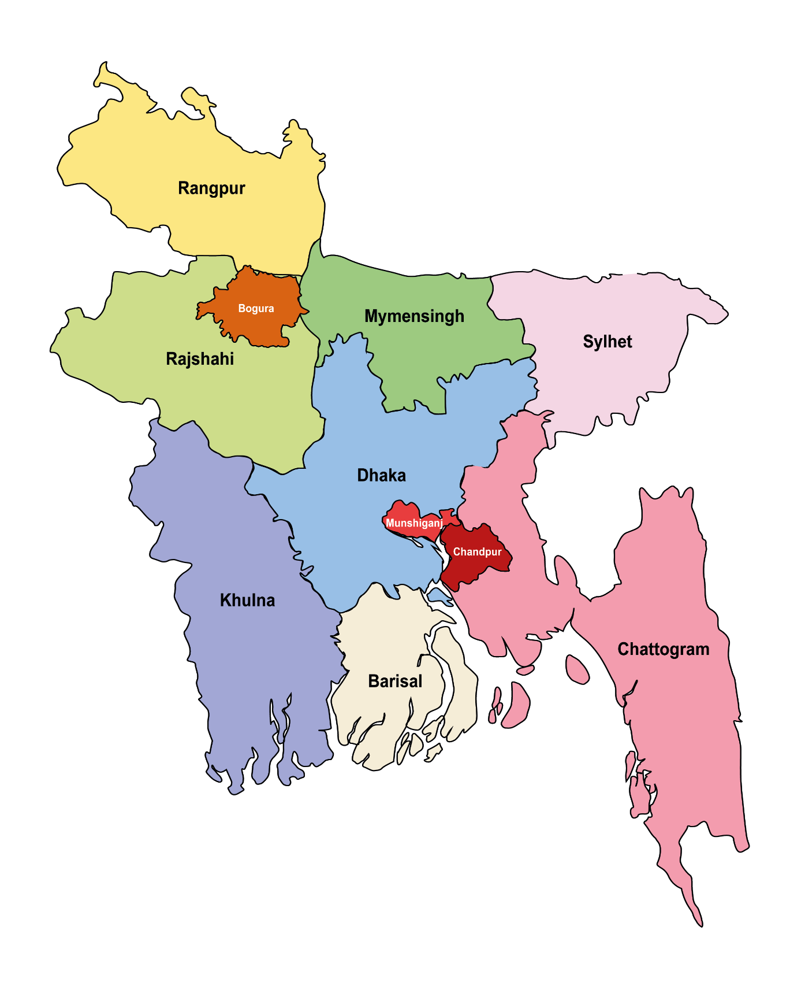 Rangpur
Bogura
Mymensingh
Sylhet
Rajshahi
Dhaka
Munshiganj
Chandpur
Khulna
Chattogram
Barisal